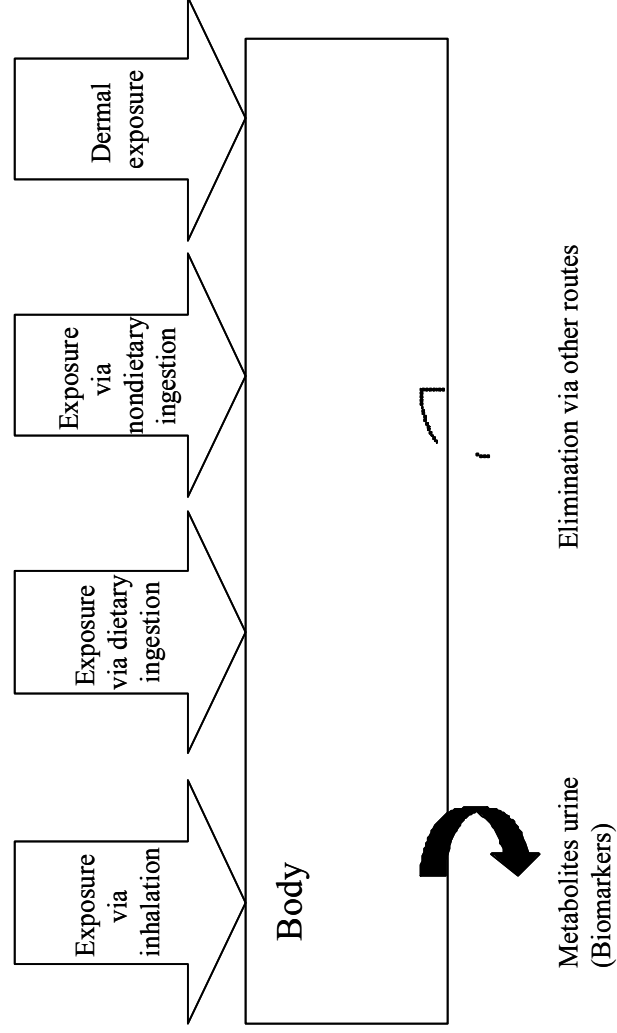 Exposure
via
inhalation
Exposure
via dietary
ingestion
Exposure
via
nondietary
ingestion
Dermal
exposure
Body
Metabolites urine
(Biomarkers)
Elimination via other routes